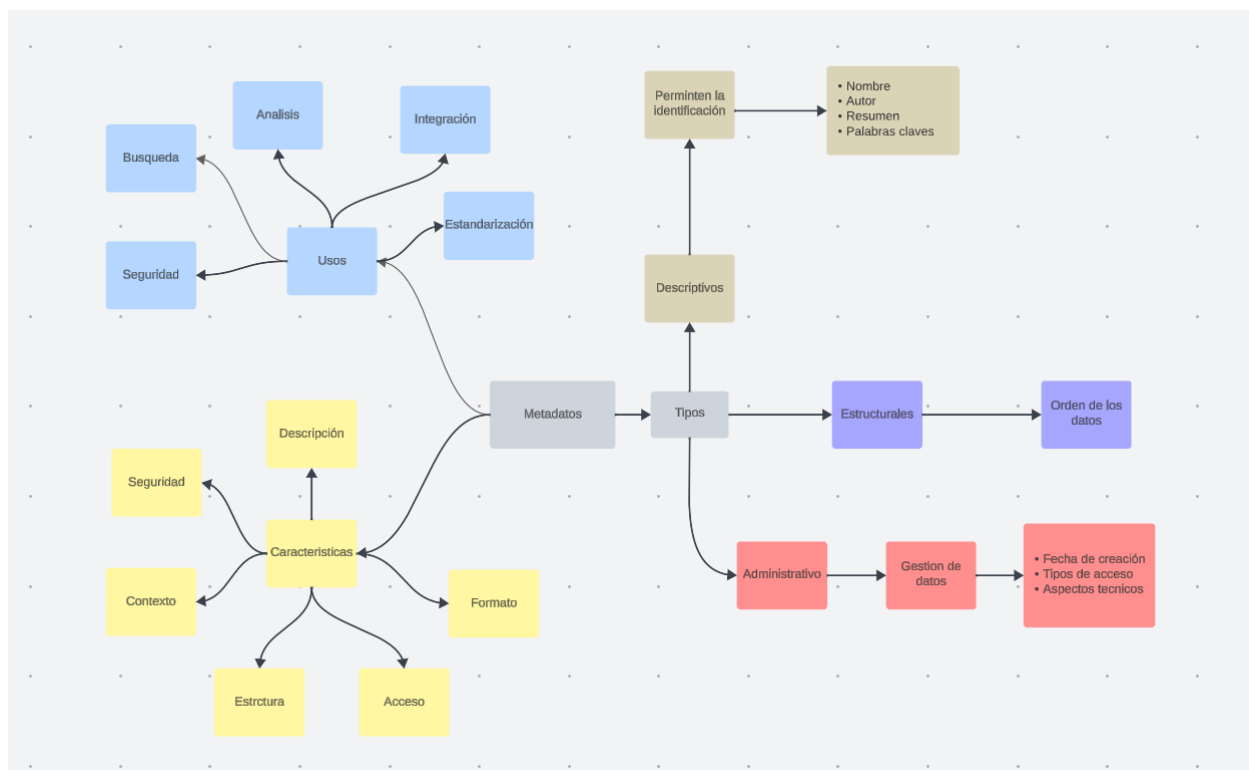 Analisis
Integración
Busqueda
Estandarización
Usos
Seguridad
Perminten la
identificación
• Nombre
• Autor
• Resumen
• Palabras claves
Descriptivos
Metadatos
Tipos
Estructurales
Orden de los
datos
Administrativo
Gestion de
datos
• Fecha de creación
• Tipos de acceso
• Aspectos tecnicos
Descripción
Seguridad
Caracteristicas
Contexto
Formato
Estrctura
Acceso